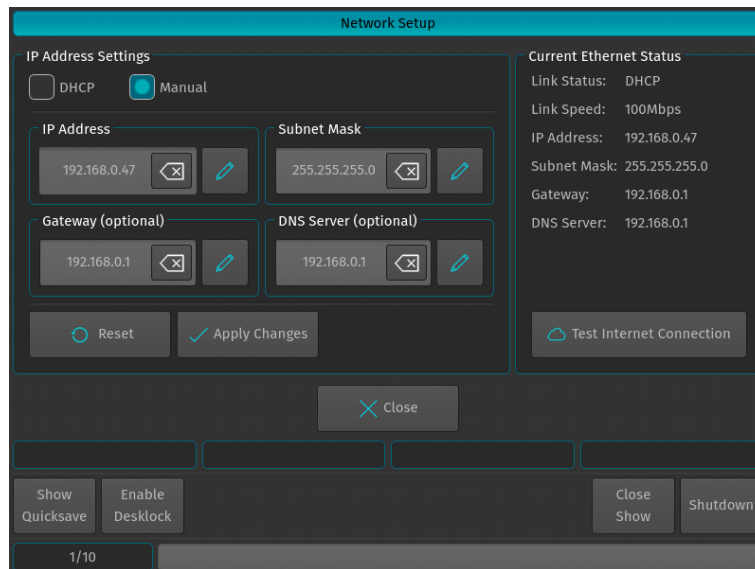 Network Setup
IP Address Settings
DHCP
Manual
IP Address
192.168.0.47
Subnet Mask
255.255.255.0
Gateway (optional)
192.168.0.1
DNS Server (optional)
192.168.0.1
Reset
Apply Changes
Current Ethernet Status
Link Status: DHCP
Link Speed: 100Mbps
IP Address: 192.168.0.47
Subnet Mask: 255.255.255.0
Gateway: 192.168.0.1
DNS Server: 192.168.0.1
Test Internet Connection
Close
Show
Quicksave
Enable
Desklock
Close
Show
Shutdown
1/10